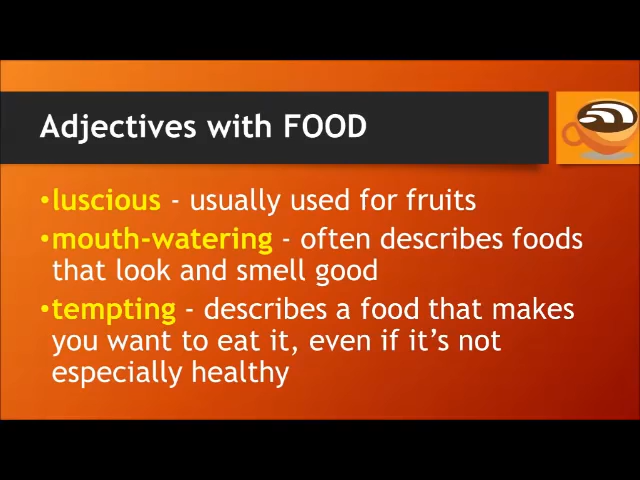 Adjectives with FOOD
•luscious - usually used for fruits
•mouth-watering - often describes foods
that look and smell good
•tempting - describes a food that makes
you want to eat it, even if it’s not
especially healthy